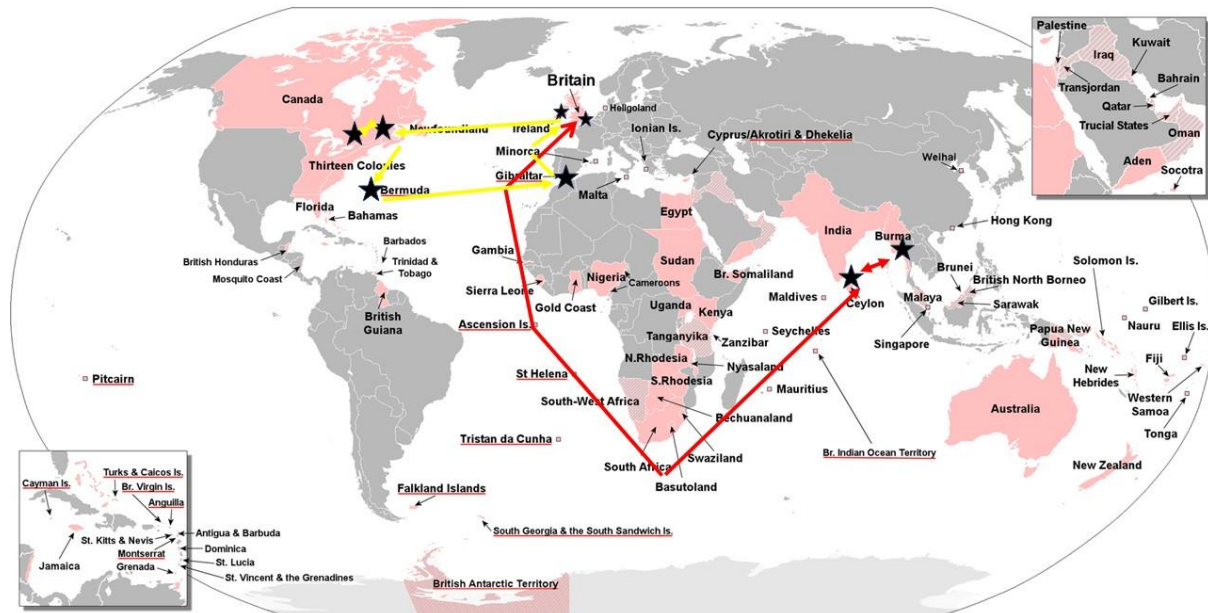 Canada
Newfoundland
Thirteen Colonies
Bermuda
Florida
Bahamas
British Honduras
Mosquito Coast
Barbados
Trinidad &
Tobago
British
Guiana
Pitcairn
Britain
Heligoland
Ireland
Ionian Is.
Minorca
Gibraltar
Malta
Cyprus/Akrotiri & Dhekelia
Gambia
Sierra Leone
Gold Coast
Nigeria
Cameroons
Egypt
Sudan
Br. Somaliland
Uganda
Kenya
Tanganyika
Zanzibar
N.Rhodesia
Nyasaland
S.Rhodesia
South-West Africa
Bechuanaland
South Africa
Swaziland
Basutoland
Ascension Is.
St Helena
Tristan da Cunha
Falkland Islands
South Georgia & the South Sandwich Is.
British Antarctic Territory
Maldives
Seychelles
Mauritius
Br. Indian Ocean Territory
India
Burma
Ceylon
Weihai
Hong Kong
Brunei
British North Borneo
Malaya
Sarawak
Singapore
Solomon Is.
Gilbert Is.
Nauru
Ellis Is.
Papua New
Guinea
New
Hebrides
Fiji
Western
Samoa
Tonga
Australia
New Zealand
Palestine
Iraq
Kuwait
Transjordan
Bahrain
Qatar
Trucial States
Oman
Aden
Socotra
Turks & Caicos Is.
Cayman Is.
Br. Virgin Is.
Anguilla
St. Kitts & Nevis
Antigua & Barbuda
Montserrat
Dominica
Jamaica
Grenada
St. Lucia
St. Vincent & the Grenadines